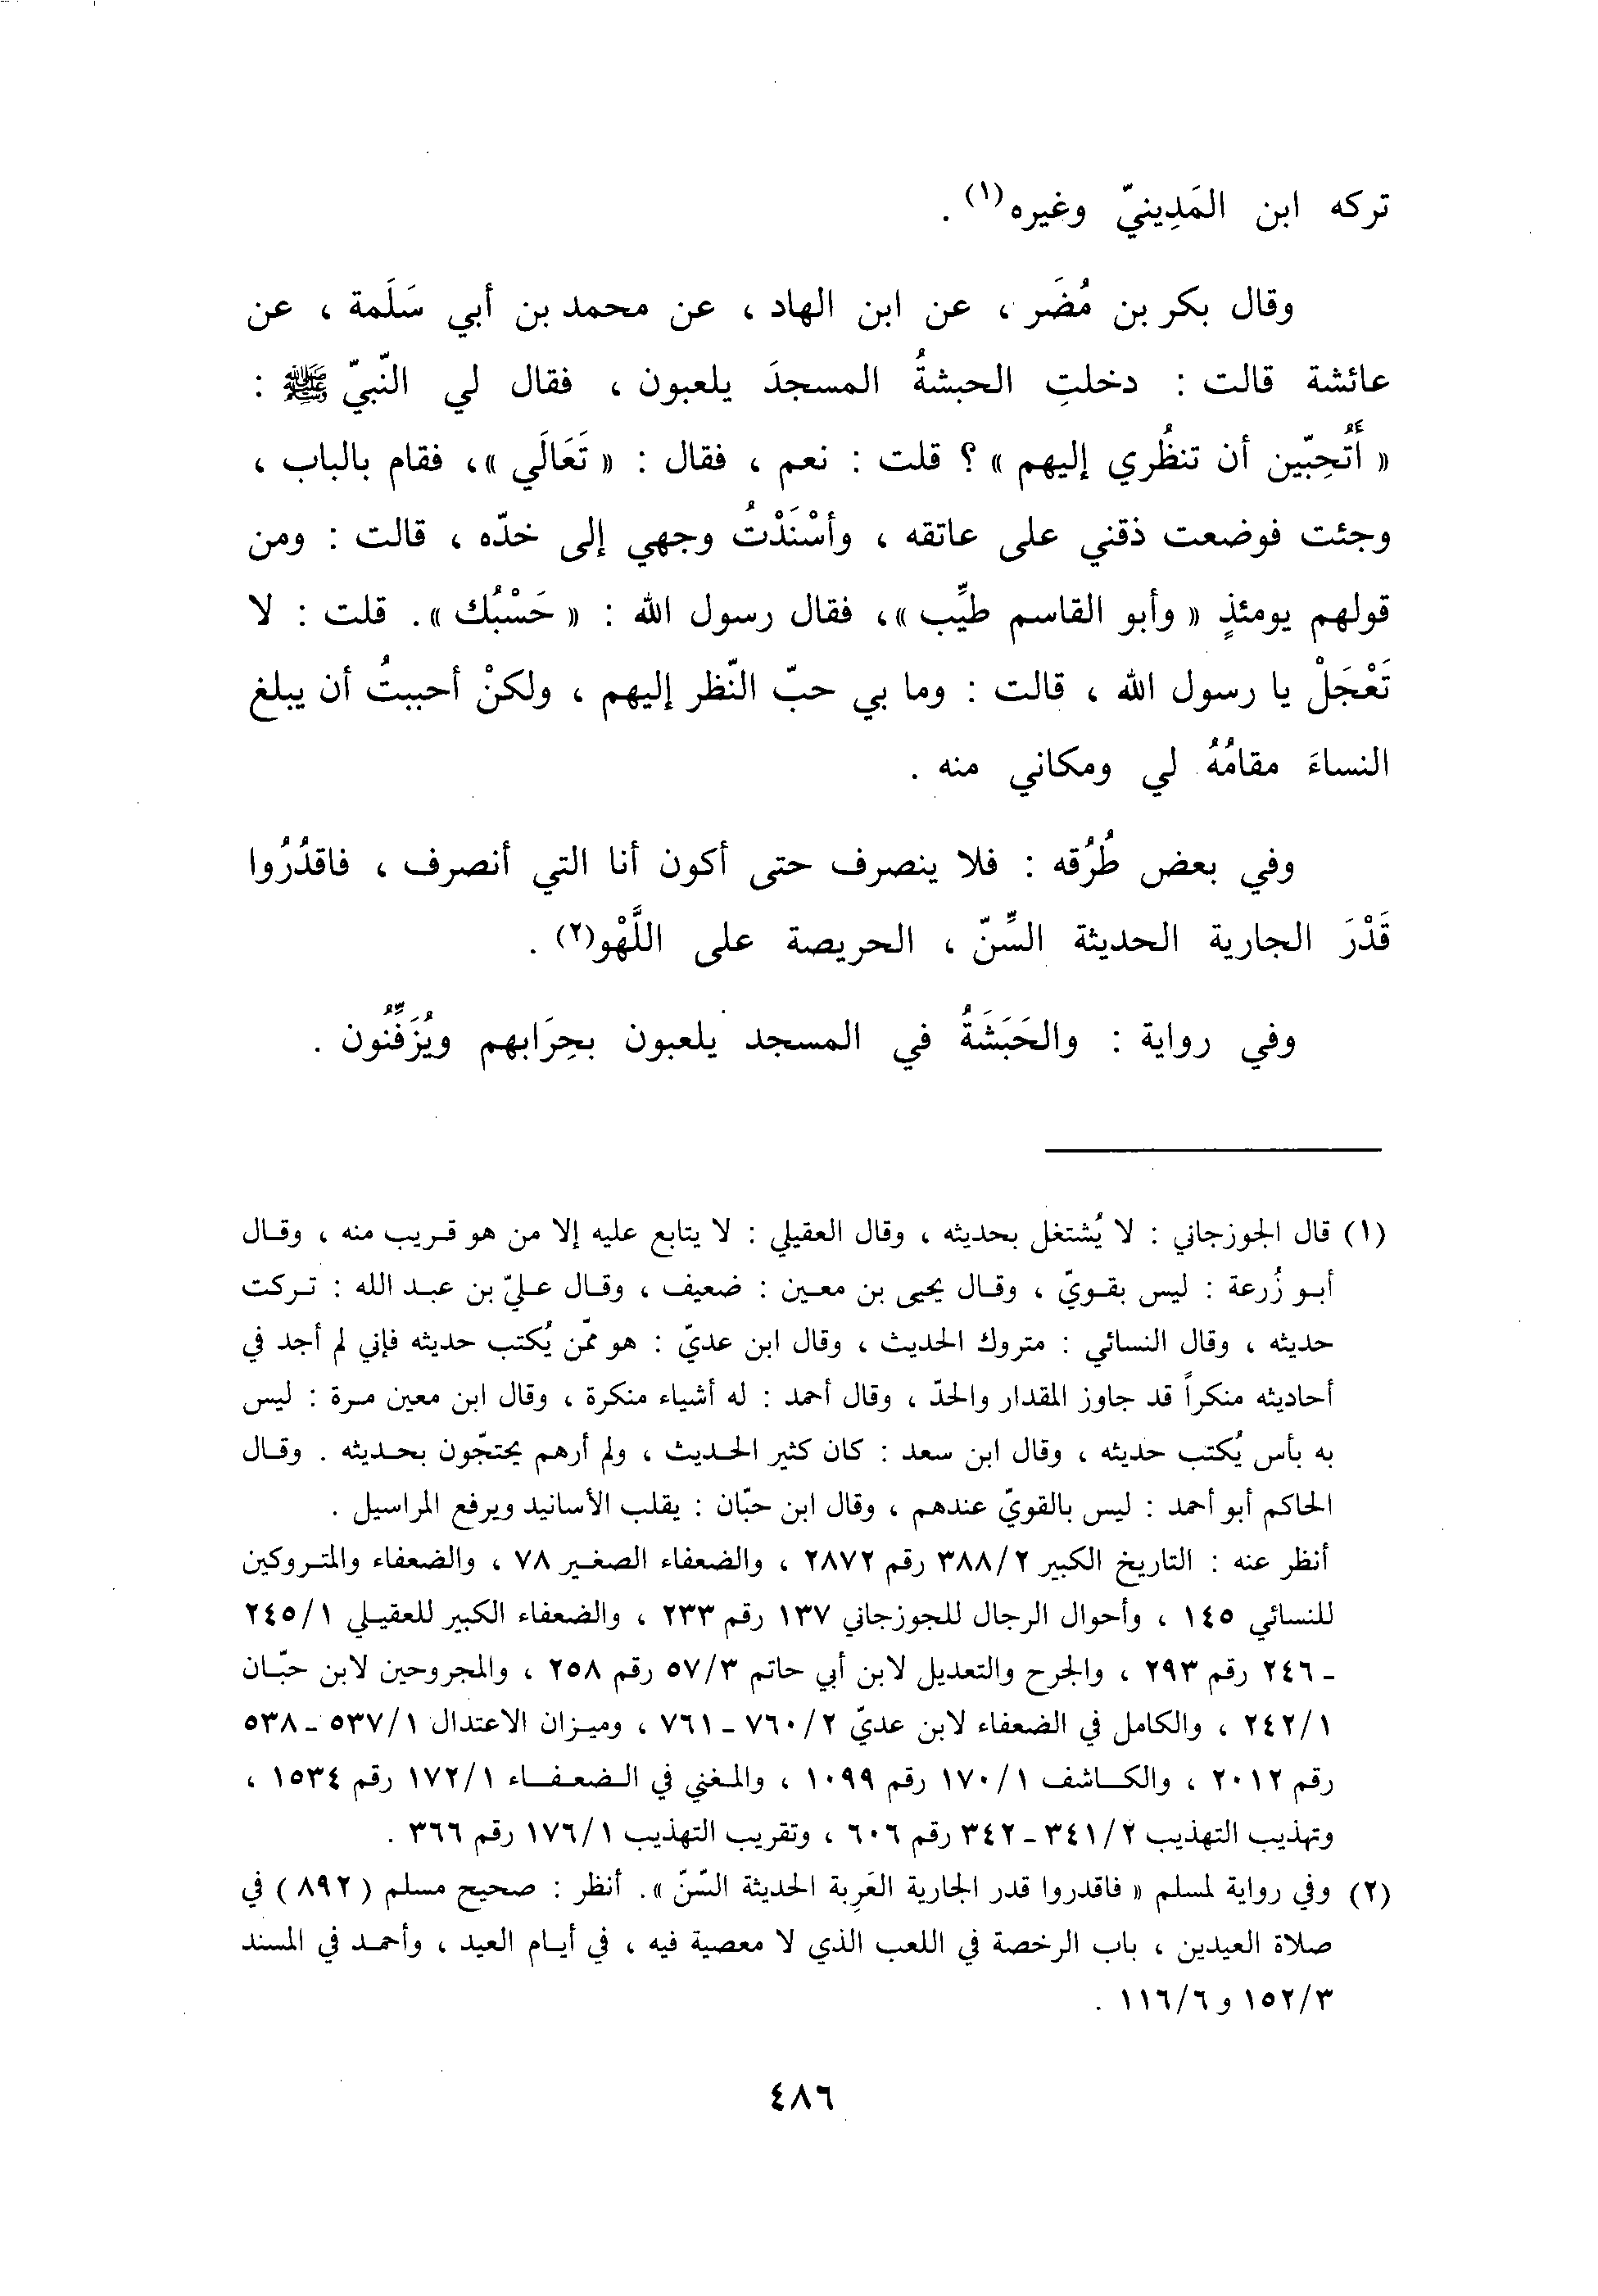 تركه ابن المَدِينيّ وغيره(١) .
وقال بكر بن مُضَر ، عن ابن الهاد ، عن محمد بن أبي سَلَمة ، عن
عائشة قالت : دخلتِ الحبشةُ المسجدَ يلعبون ، فقال لي النّبيّ ﷺ :
« أَتُحِبّين أن تنظُري إليهم » ؟ قلت : نعم ، فقال : « تَعَالَي »، فقام بالباب ،
وجئت فوضعت ذقني على عاتقه ، وأسْنَدْتُ وجهي إلى خدّه ، قالت : ومن
قولهم يومئذٍ « وأبو القاسم طيِّب »، فقال رسول الله : « حَسْبُك ». قلت : لا
تَعْجَلْ يا رسول الله ، قالت : وما بي حبّ النّظر إليهم ، ولكنْ أحببتُ أن يبلغ
النساءَ مقامُهُ لي ومكاني منه .
وفي بعض طُرُقه : فلا ينصرف حتى أكون أنا التي أنصرف ، فاقدُرُوا
قَدْرَ الجارية الحديثة السِّنّ ، الحريصة على اللَّهْو(٢) .
وفي رواية : والحَبَشَةُ في المسجد يلعبون بحِرَابهم ويُزَفِّنُون .
(١) قال الجوزجاني : لا يُشتغل بحديثه ، وقال العقيلي : لا يتابع عليه إلا من هو قريب منه ، وقال
أبو زُرعة : ليس بقويّ ، وقال يحيى بن معين : ضعيف ، وقال عليّ بن عبد الله : تركت
حديثه ، وقال النسائي : متروك الحديث ، وقال ابن عديّ : هو ممّن يُكتب حديثه فإني لم أجد في
أحاديثه منكراً قد جاوز المقدار والحدّ ، وقال أحمد : له أشياء منكرة ، وقال ابن معين مرة : ليس
به بأس يُكتب حديثه ، وقال ابن سعد : كان كثير الحديث ، ولم أرهم يحتجّون بحديثه . وقال
الحاكم أبو أحمد : ليس بالقويّ عندهم ، وقال ابن حبّان : يقلب الأسانيد ويرفع المراسيل .
أنظر عنه : التاريخ الكبير ٣٨٨/٢ رقم ٢٨٧٢ ، والضعفاء الصغير ٧٨ ، والضعفاء والمتروكين
للنسائي ١٤٥ ، وأحوال الرجال للجوزجاني ١٣٧ رقم ٢٣٣ ، والضعفاء الكبير للعقيلي ٢٤٥/١
- ٢٤٦ رقم ٢٩٣ ، والجرح والتعديل لابن أبي حاتم ٥٧/٣ رقم ٢٥٨ ، والمجروحين لابن حبّان
٢٤٢/١ ، والكامل في الضعفاء لابن عديّ ٧٦٠/٢ - ٧٦١ ، وميزان الاعتدال ٥٣٧/١ - ٥٣٨
رقم ٢٠١٢ ، والكاشف ١٧٠/١ رقم ١٠٩٩ ، والمغني في الضعفاء ١٧٢/١ رقم ١٥٣٤ ،
وتهذيب التهذيب ٣٤١/٢ - ٣٤٢ رقم ٦٠٦ ، وتقريب التهذيب ١٧٦/١ رقم ٣٦٦ .
(٢) وفي رواية لمسلم « فاقدروا قدر الجارية العَرِبة الحديثة السّنّ ». أنظر : صحيح مسلم ( ٨٩٢ ) في
صلاة العيدين ، باب الرخصة في اللعب الذي لا معصية فيه ، في أيام العيد ، وأحمد في المسند
١٥٢/٣ و ١١٦/٦ .
٤٨٦